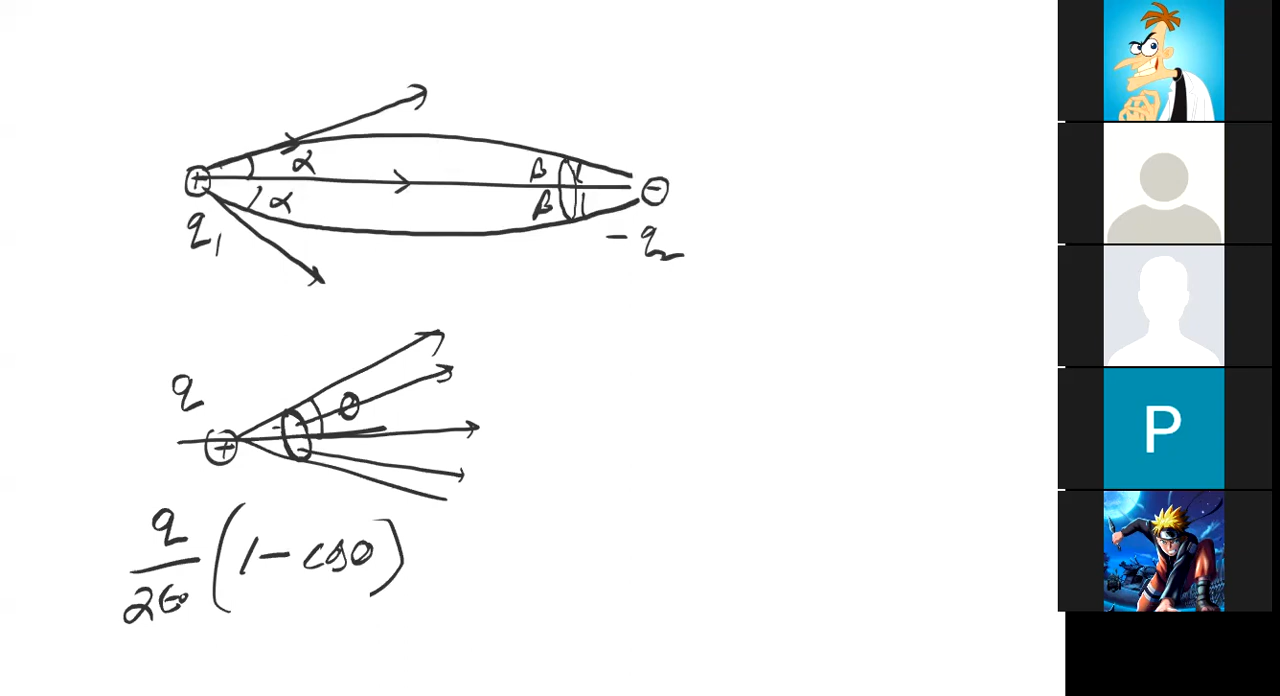 α β
α β
+ −
q₁ − q₂
q
θ
+
q/2ε₀ (1 − cosθ)
P